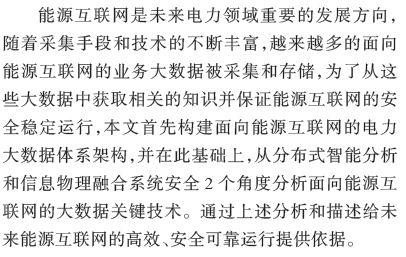 能源互联网是未来电力领域重要的发展方向,
随着采集手段和技术的不断丰富,越来越多的面向
能源互联网的业务大数据被采集和存储,为了从这
些大数据中获取相关的知识并保证能源互联网的安
全稳定运行,本文首先构建面向能源互联网的电力
大数据体系架构,并在此基础上,从分布式智能分析
和信息物理融合系统安全2个角度分析面向能源互
联网的大数据关键技术。通过上述分析和描述给未
来能源互联网的高效、安全可靠运行提供依据。